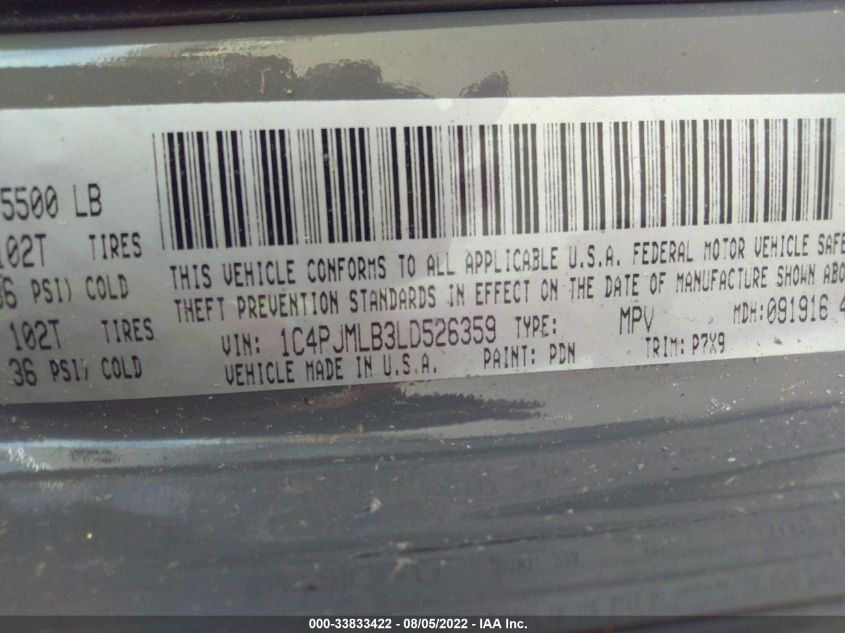 5500 LB
102T TIRES
36 PSI) COLD
102T TIRES
36 PSI) COLD
THIS VEHICLE CONFORMS TO ALL APPLICABLE U.S.A. FEDERAL MOTOR VEHICLE SAFE
THEFT PREVENTION STANDARDS IN EFFECT ON THE DATE OF MANUFACTURE SHOWN ABO
VIN: 1C4PJMLB3LD526359 TYPE: MPV MDH:091916 4
VEHICLE MADE IN U.S.A. PAINT: PDN TRIM: P7X9
000-33833422 - 08/05/2022 - IAA Inc.